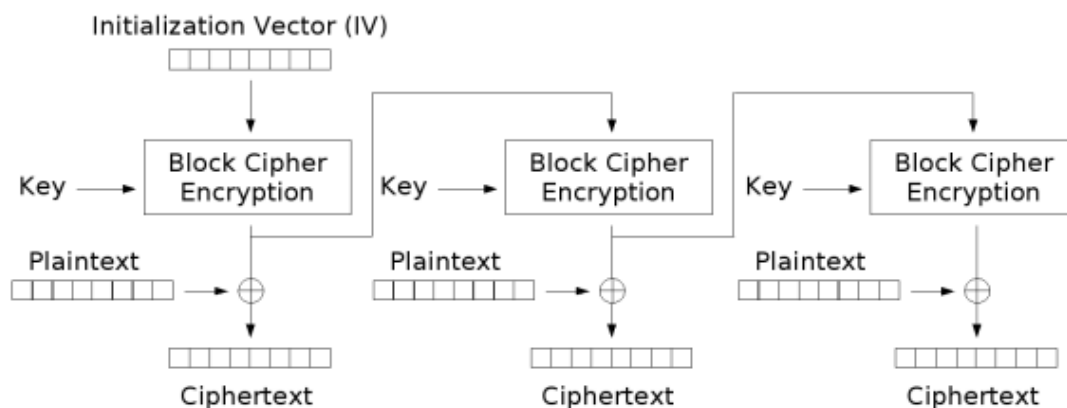 Initialization Vector (IV)
Block Cipher
Encryption
Block Cipher
Encryption
Block Cipher
Encryption
Key
Key
Key
Plaintext
Plaintext
Plaintext
Ciphertext
Ciphertext
Ciphertext